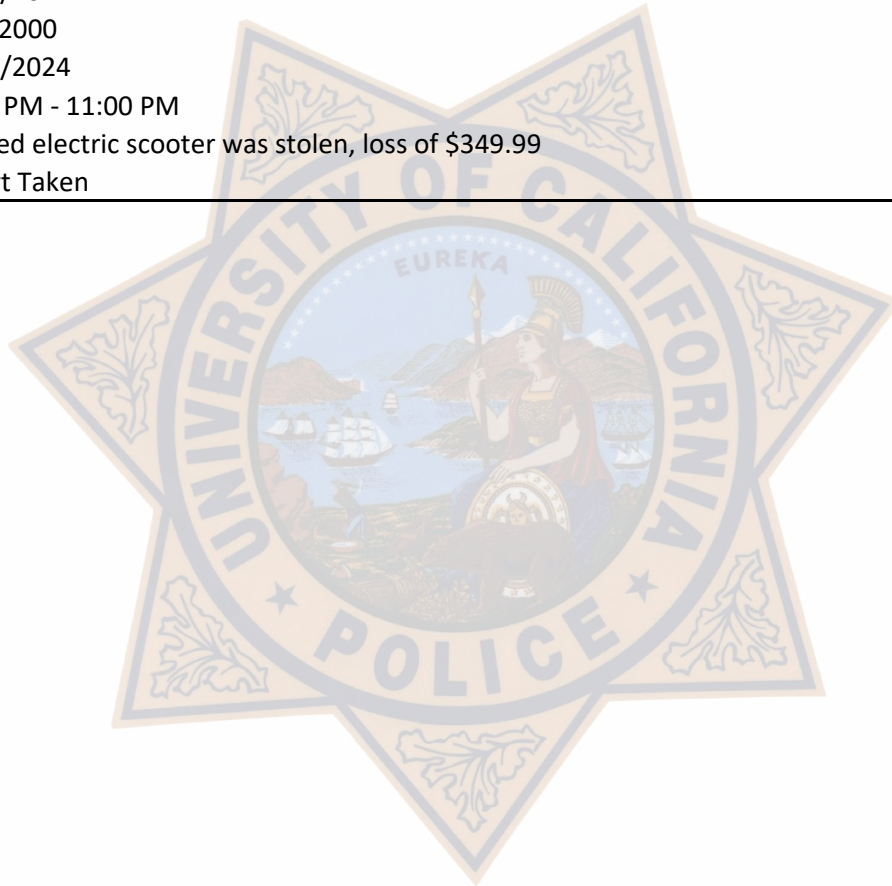 2000
/2024
PM - 11:00 PM
ed electric scooter was stolen, loss of $349.99
t Taken
EUREKA
UNIVERSITY OF CALIFORNIA
POLICE